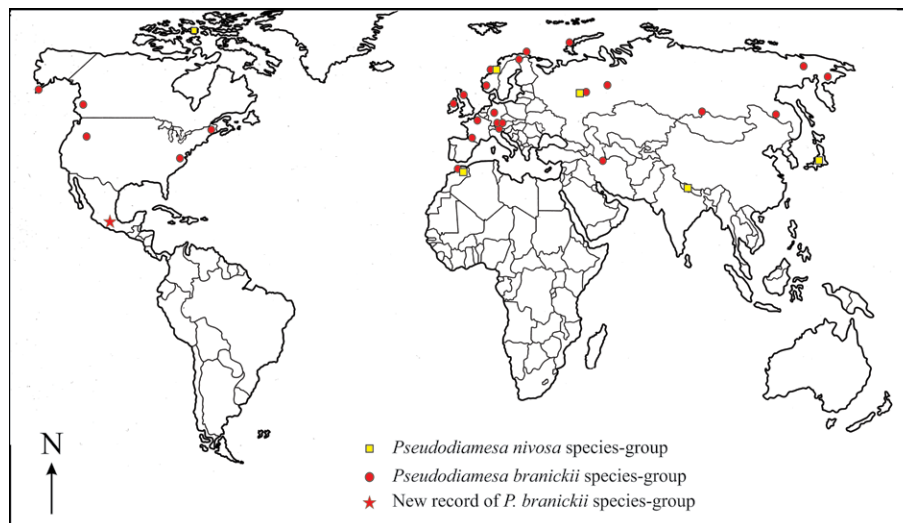 N
Pseudodiamesa nivosa species-group
Pseudodiamesa branickii species-group
New record of P. branickii species-group